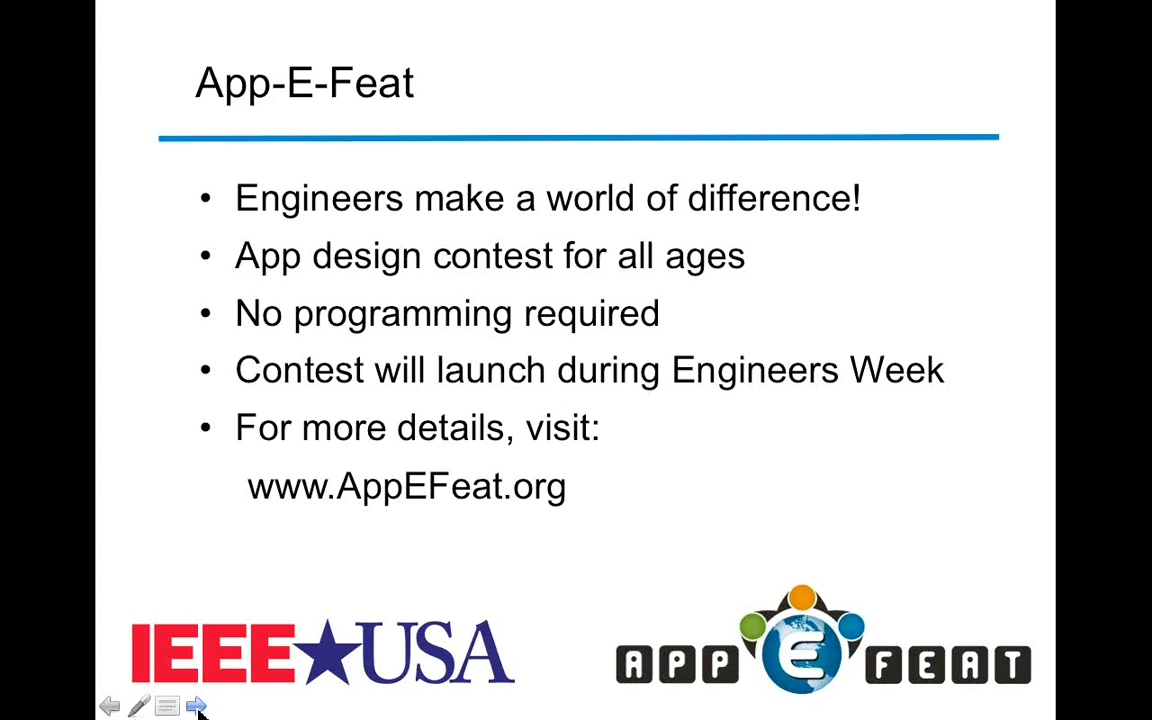 App-E-Feat
• Engineers make a world of difference!
• App design contest for all ages
• No programming required
• Contest will launch during Engineers Week
• For more details, visit:
www.AppEFeat.org
IEEE★USA
APP E FEAT